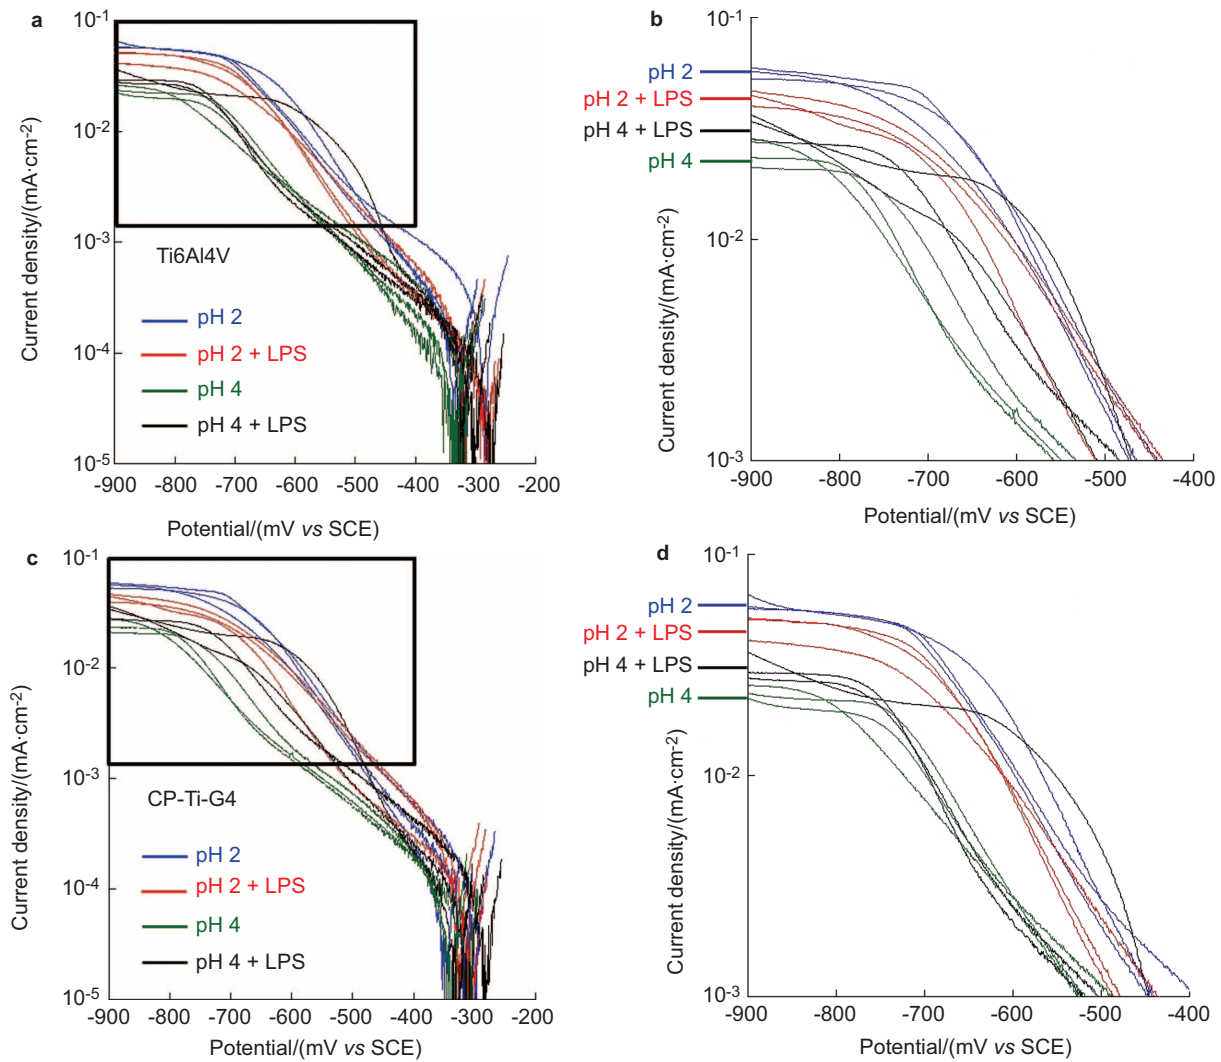 a
10-1
10-2
10-3
10-4
10-5
Current density/(mA·cm-2)
Ti6Al4V
pH 2
pH 2 + LPS
pH 4
pH 4 + LPS
-900 -800 -700 -600 -500 -400 -300 -200
Potential/(mV vs SCE)
b
10-1
pH 2
pH 2 + LPS
pH 4 + LPS
pH 4
10-2
10-3
Current density/(mA·cm-2)
-900 -800 -700 -600 -500 -400
Potential/(mV vs SCE)
c
10-1
10-2
10-3
10-4
10-5
Current density/(mA·cm-2)
CP-Ti-G4
pH 2
pH 2 + LPS
pH 4
pH 4 + LPS
-900 -800 -700 -600 -500 -400 -300 -200
Potential/(mV vs SCE)
d
10-1
pH 2
pH 2 + LPS
pH 4 + LPS
pH 4
10-2
10-3
Current density/(mA·cm-2)
-900 -800 -700 -600 -500 -400
Potential/(mV vs SCE)